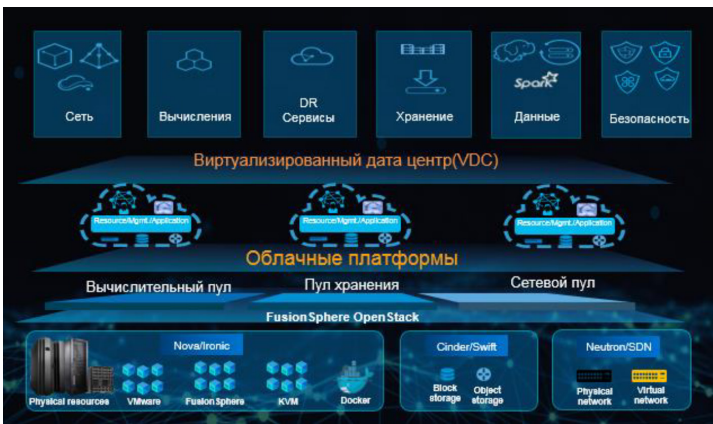 Spark
Сеть
Вычисления
DR
Сервисы
Хранение
Данные
Безопасность
Виртуализированный дата центр(VDC)
Resource/Mgmt./Application
Resource/Mgmt./Application
Resource/Mgmt./Application
Облачные платформы
Вычислительный пул
Пул хранения
Сетевой пул
FusionSphere OpenStack
Nova/Ironic
Cinder/Swift
Neutron/SDN
Physical resources
VMware
FusionSphere
KVM
Docker
Block
storage
Object
storage
Physical
network
Virtual
network